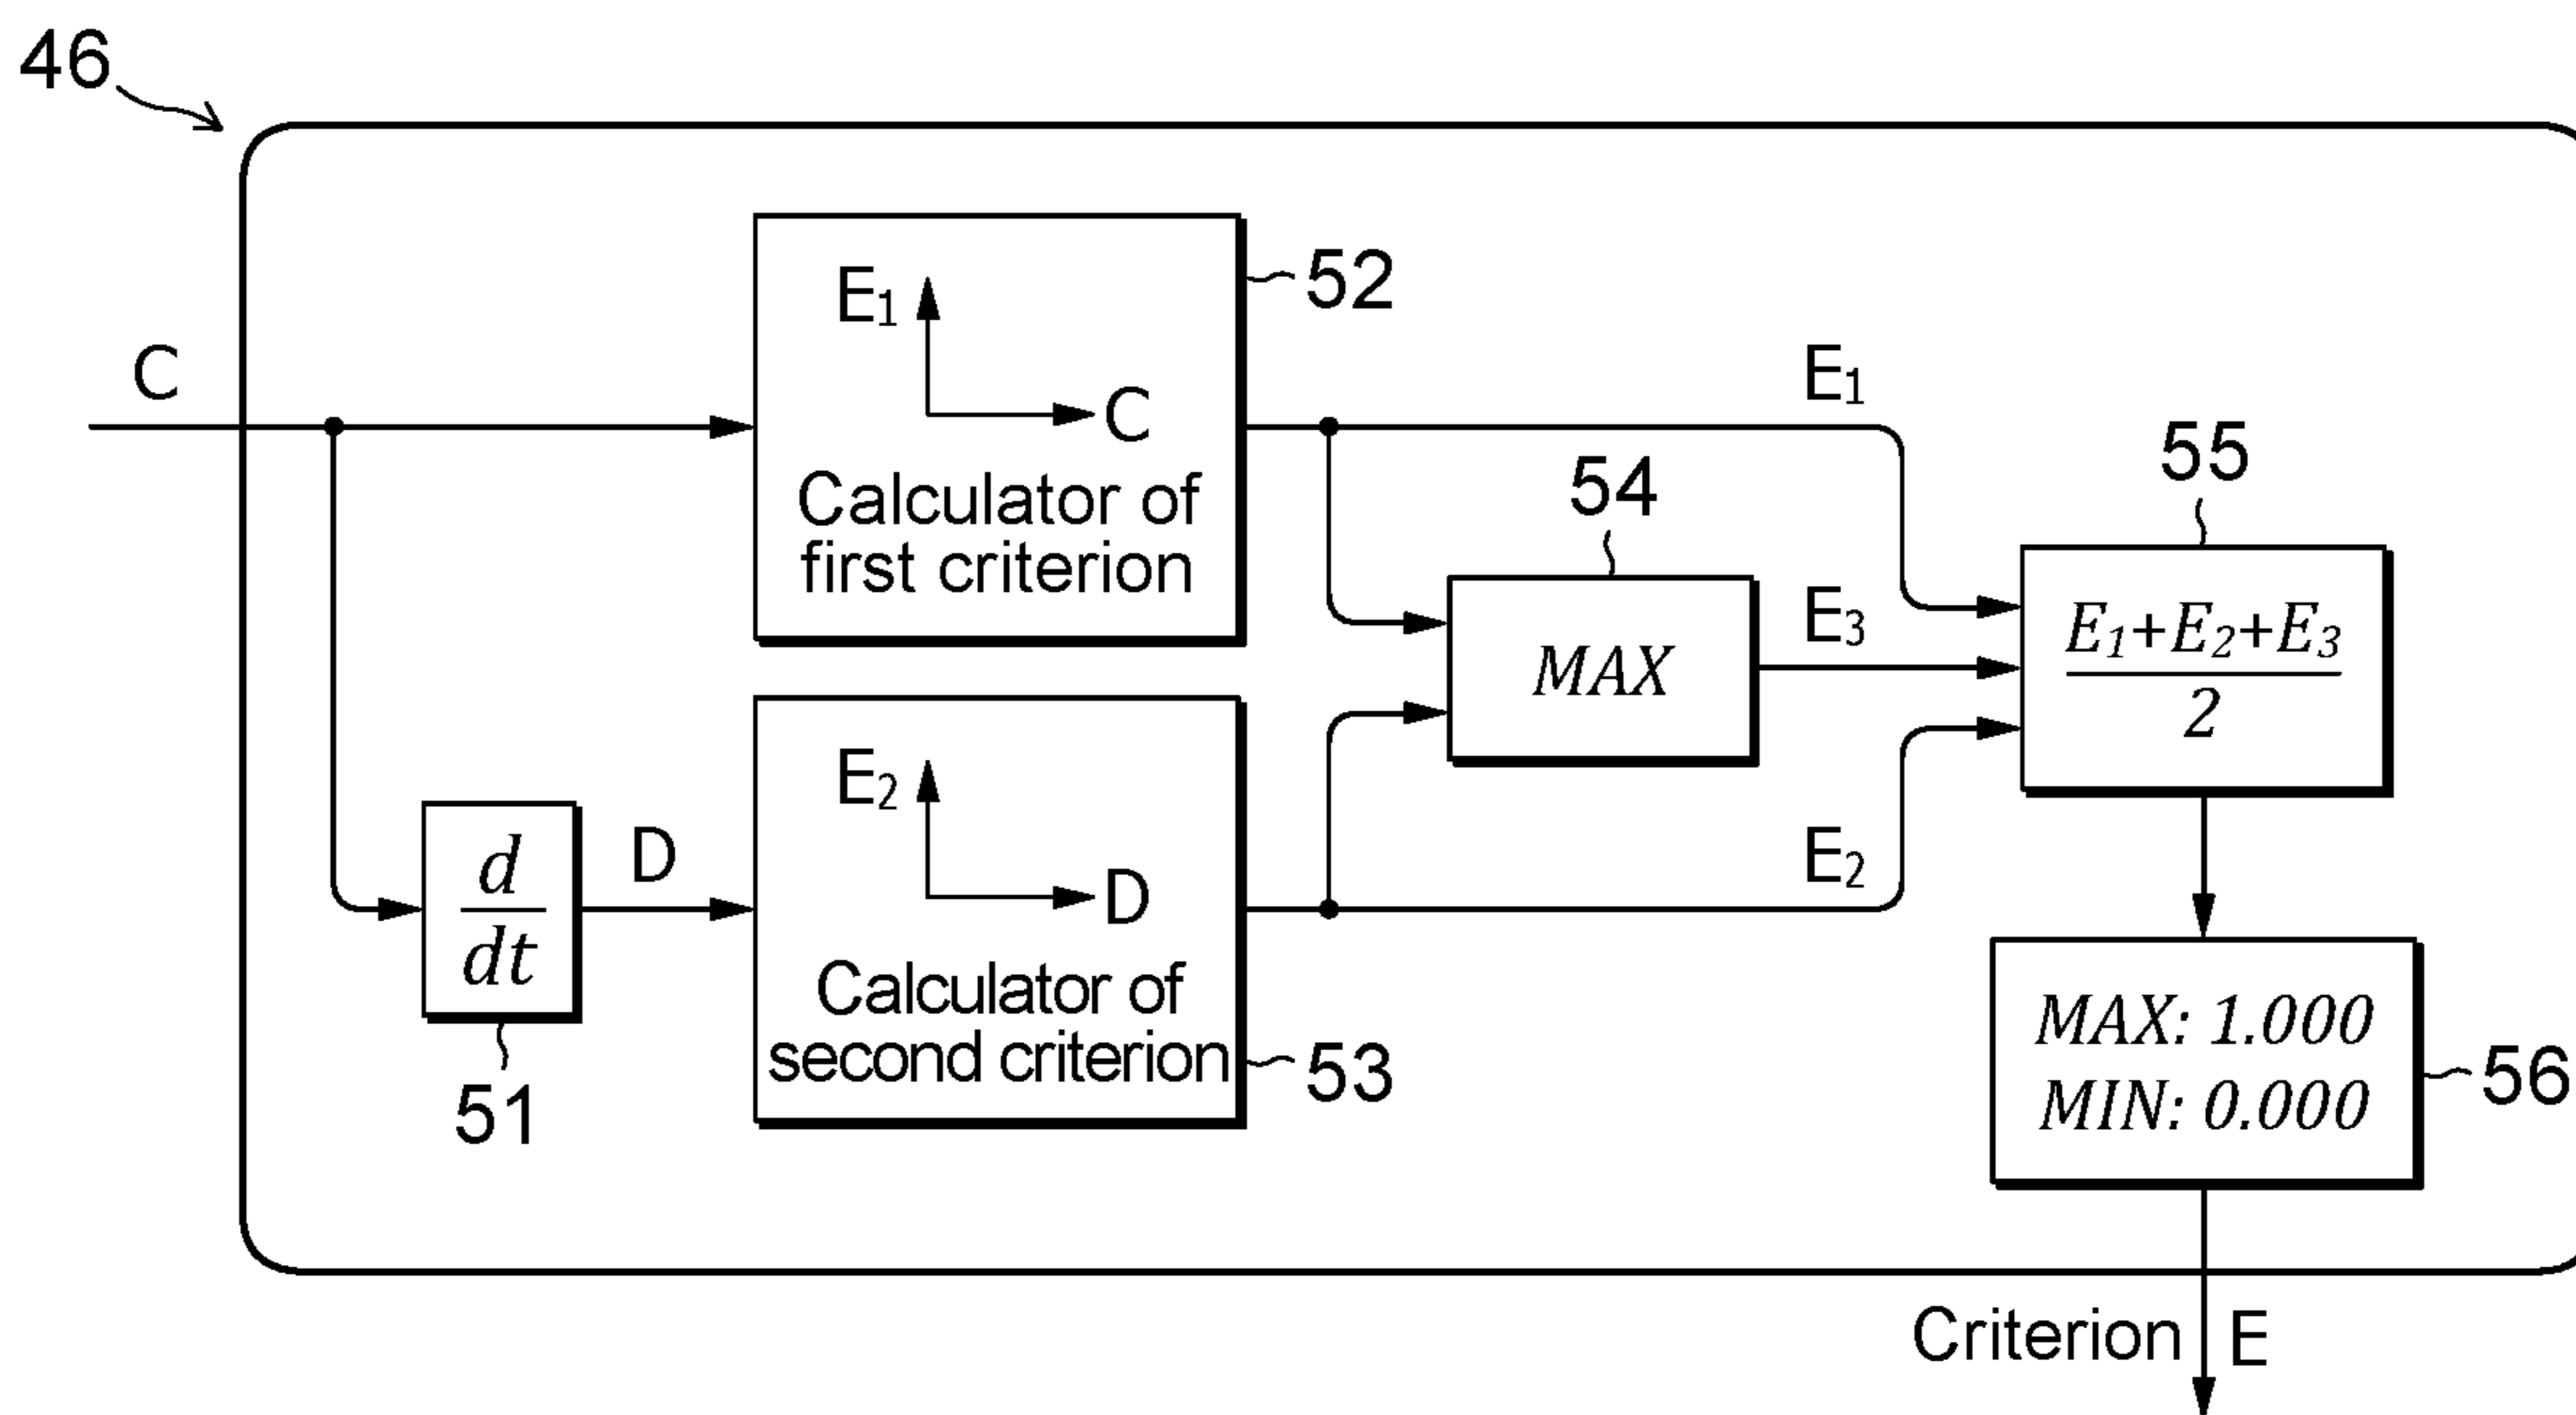 46
C
E1
C
Calculator of
first criterion
52
E1
54
MAX
E3
55
E1+E2+E3
2
d
dt
51
D
E2
D
Calculator of
second criterion
53
E2
MAX: 1.000
MIN: 0.000
56
Criterion E